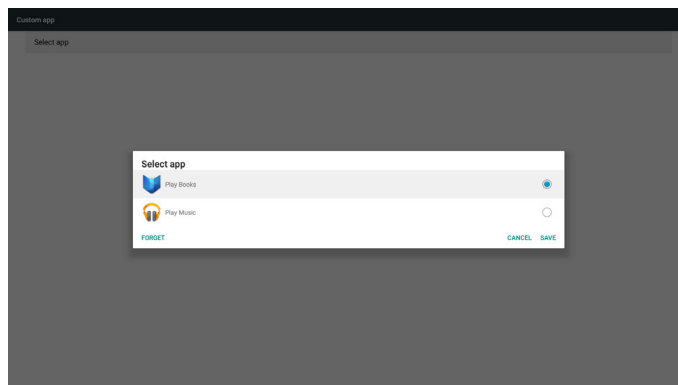 Custom app
Select app
Select app
Play Books
Play Music
FORGET CANCEL SAVE